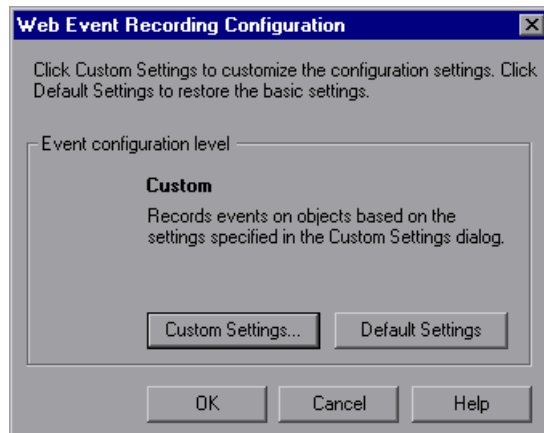 Web Event Recording Configuration
Click Custom Settings to customize the configuration settings. Click
Default Settings to restore the basic settings.
Event configuration level
Custom
Records events on objects based on the
settings specified in the Custom Settings dialog.
Custom Settings...
Default Settings
OK
Cancel
Help